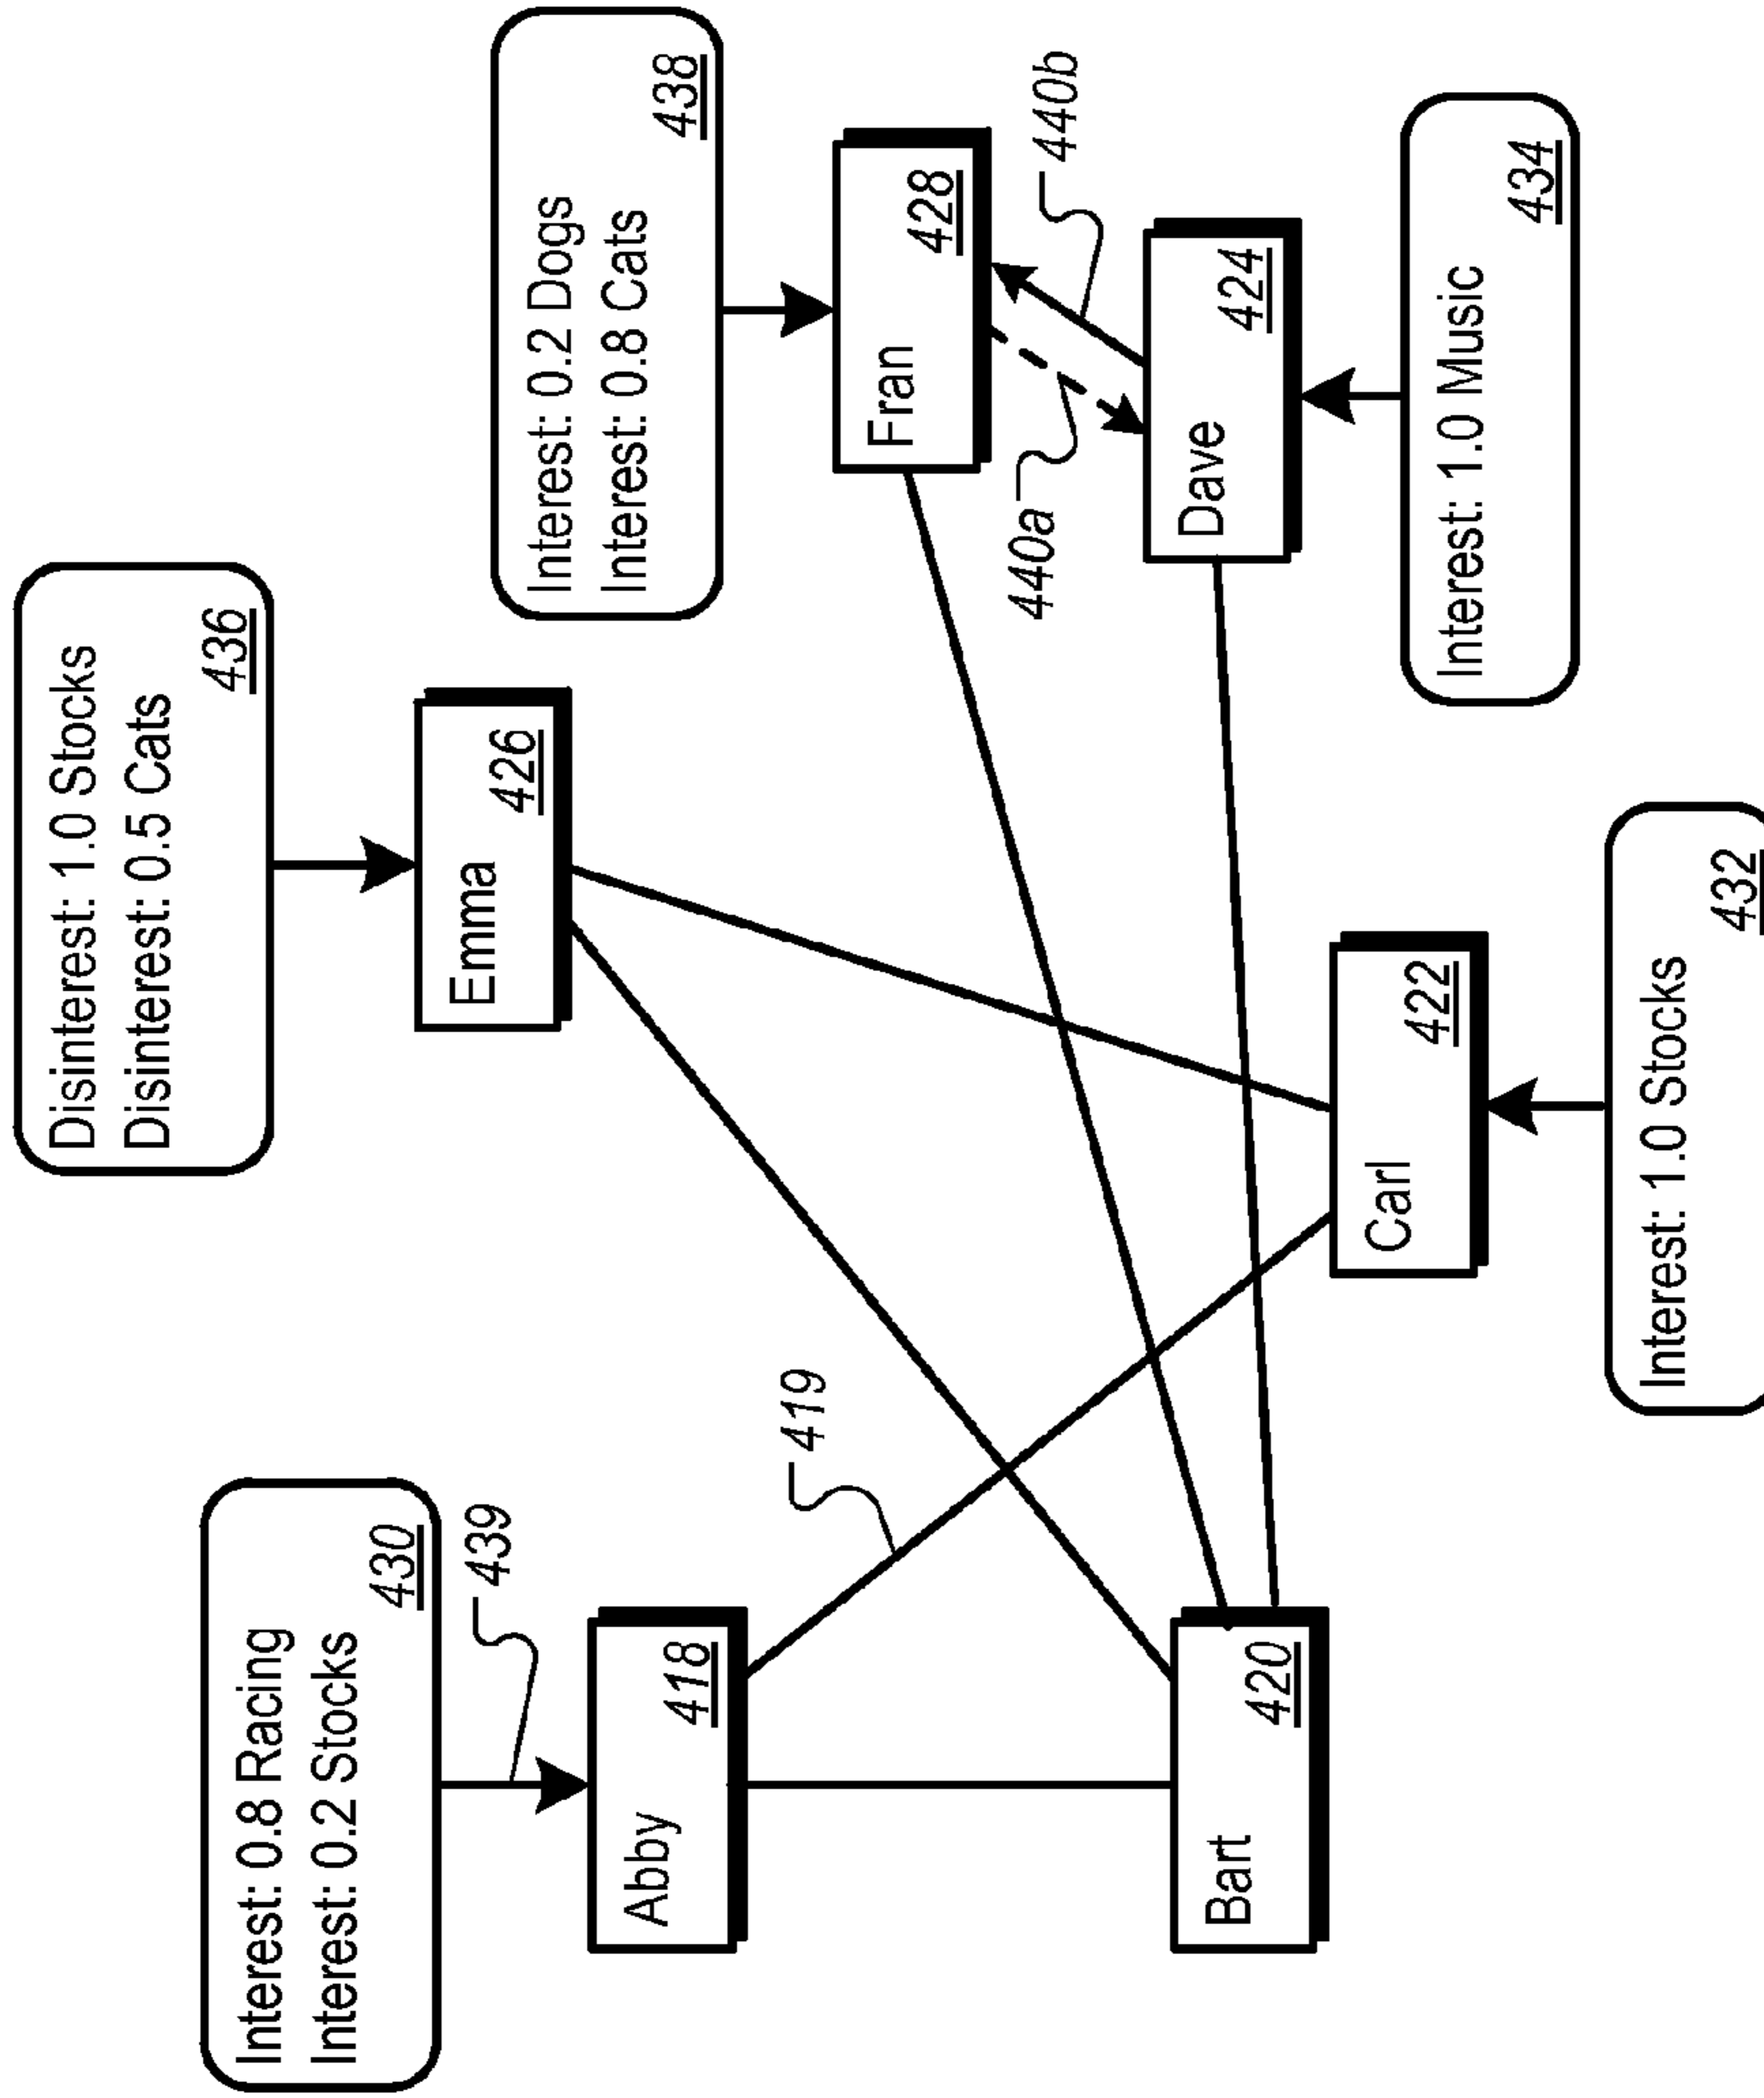 Disinterest: 1.0 Stocks
Disinterest: 0.5 Cats
436
Interest: 0.8 Racing
Interest: 0.2 Stocks
430
439
Emma
426
Interest: 0.2 Dogs
Interest: 0.8 Cats
438
Abby
418
419
Fran
428
440a
440b
Bart
420
Carl
422
Dave
424
Interest: 1.0 Stocks
432
Interest: 1.0 Music
434